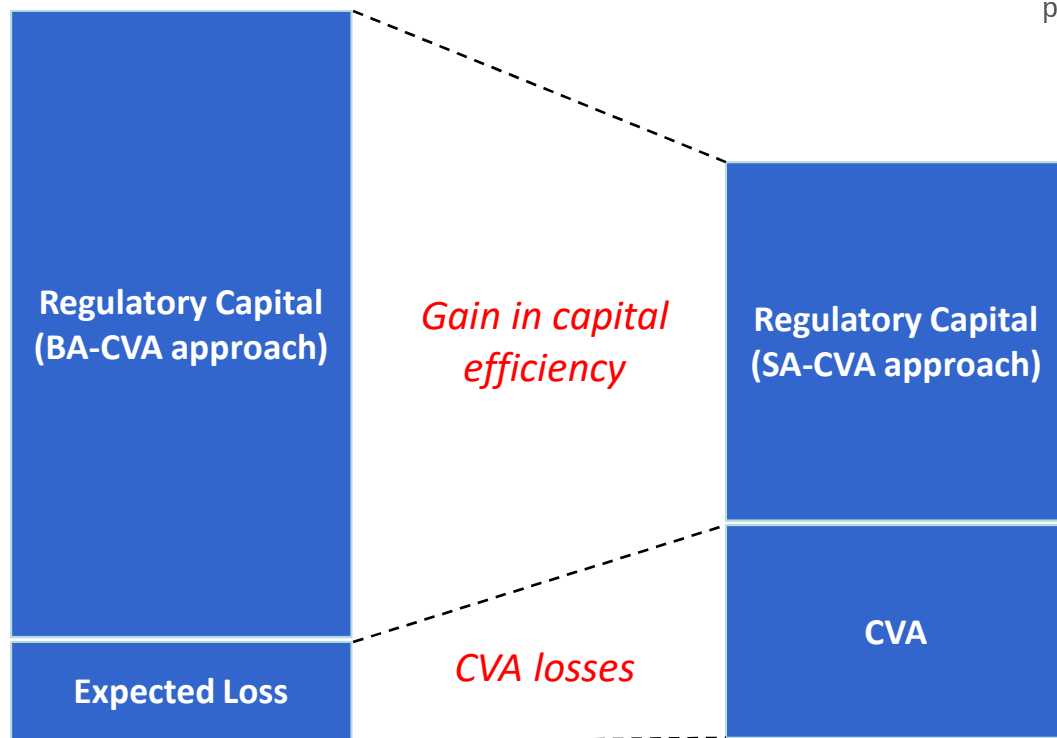 p
Regulatory Capital
(BA-CVA approach)
Gain in capital
efficiency
Regulatory Capital
(SA-CVA approach)
CVA
CVA losses
Expected Loss